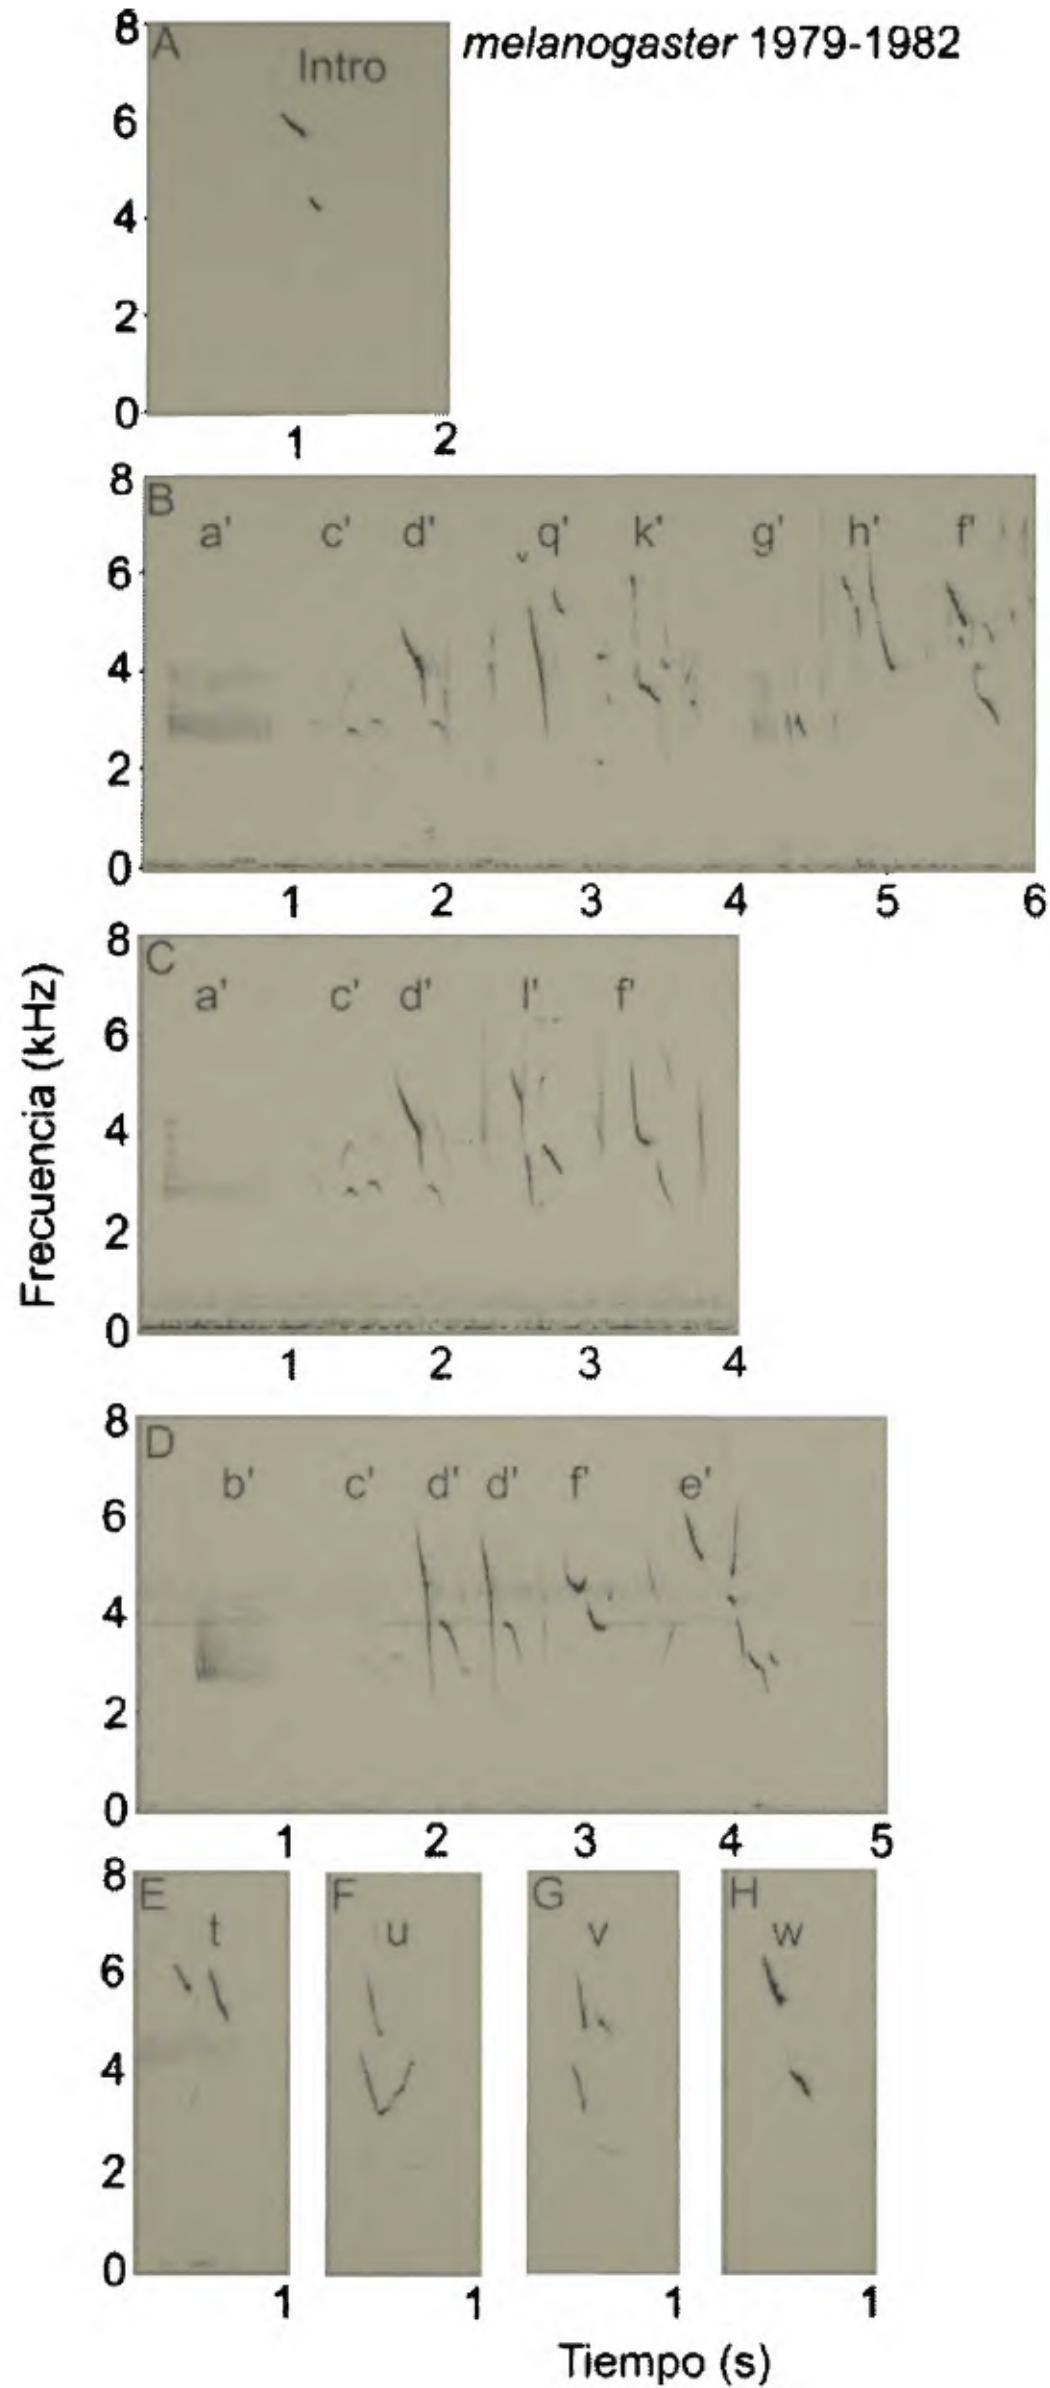 melanogaster 1979-1982
A
Intro
8
6
4
2
0
1 2
B
a' c' d' q' k' g' h' f'
8
6
4
2
0
1 2 3 4 5 6
C
a' c' d' l' f'
8
6
4
2
0
1 2 3 4
D
b' c' d' d' f' e'
8
6
4
2
0
1 2 3 4 5
E F G H
t u v w
8
6
4
2
0
1 1 1 1
Frecuencia (kHz)
Tiempo (s)